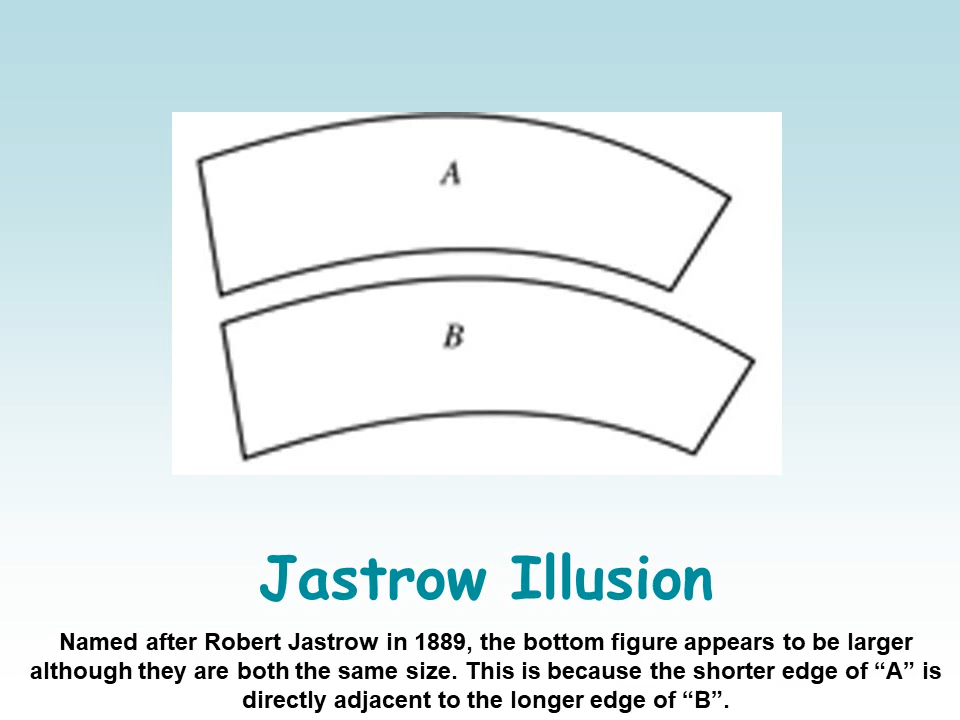 A
B
Jastrow Illusion
Named after Robert Jastrow in 1889, the bottom figure appears to be larger
although they are both the same size. This is because the shorter edge of “A” is
directly adjacent to the longer edge of “B”.